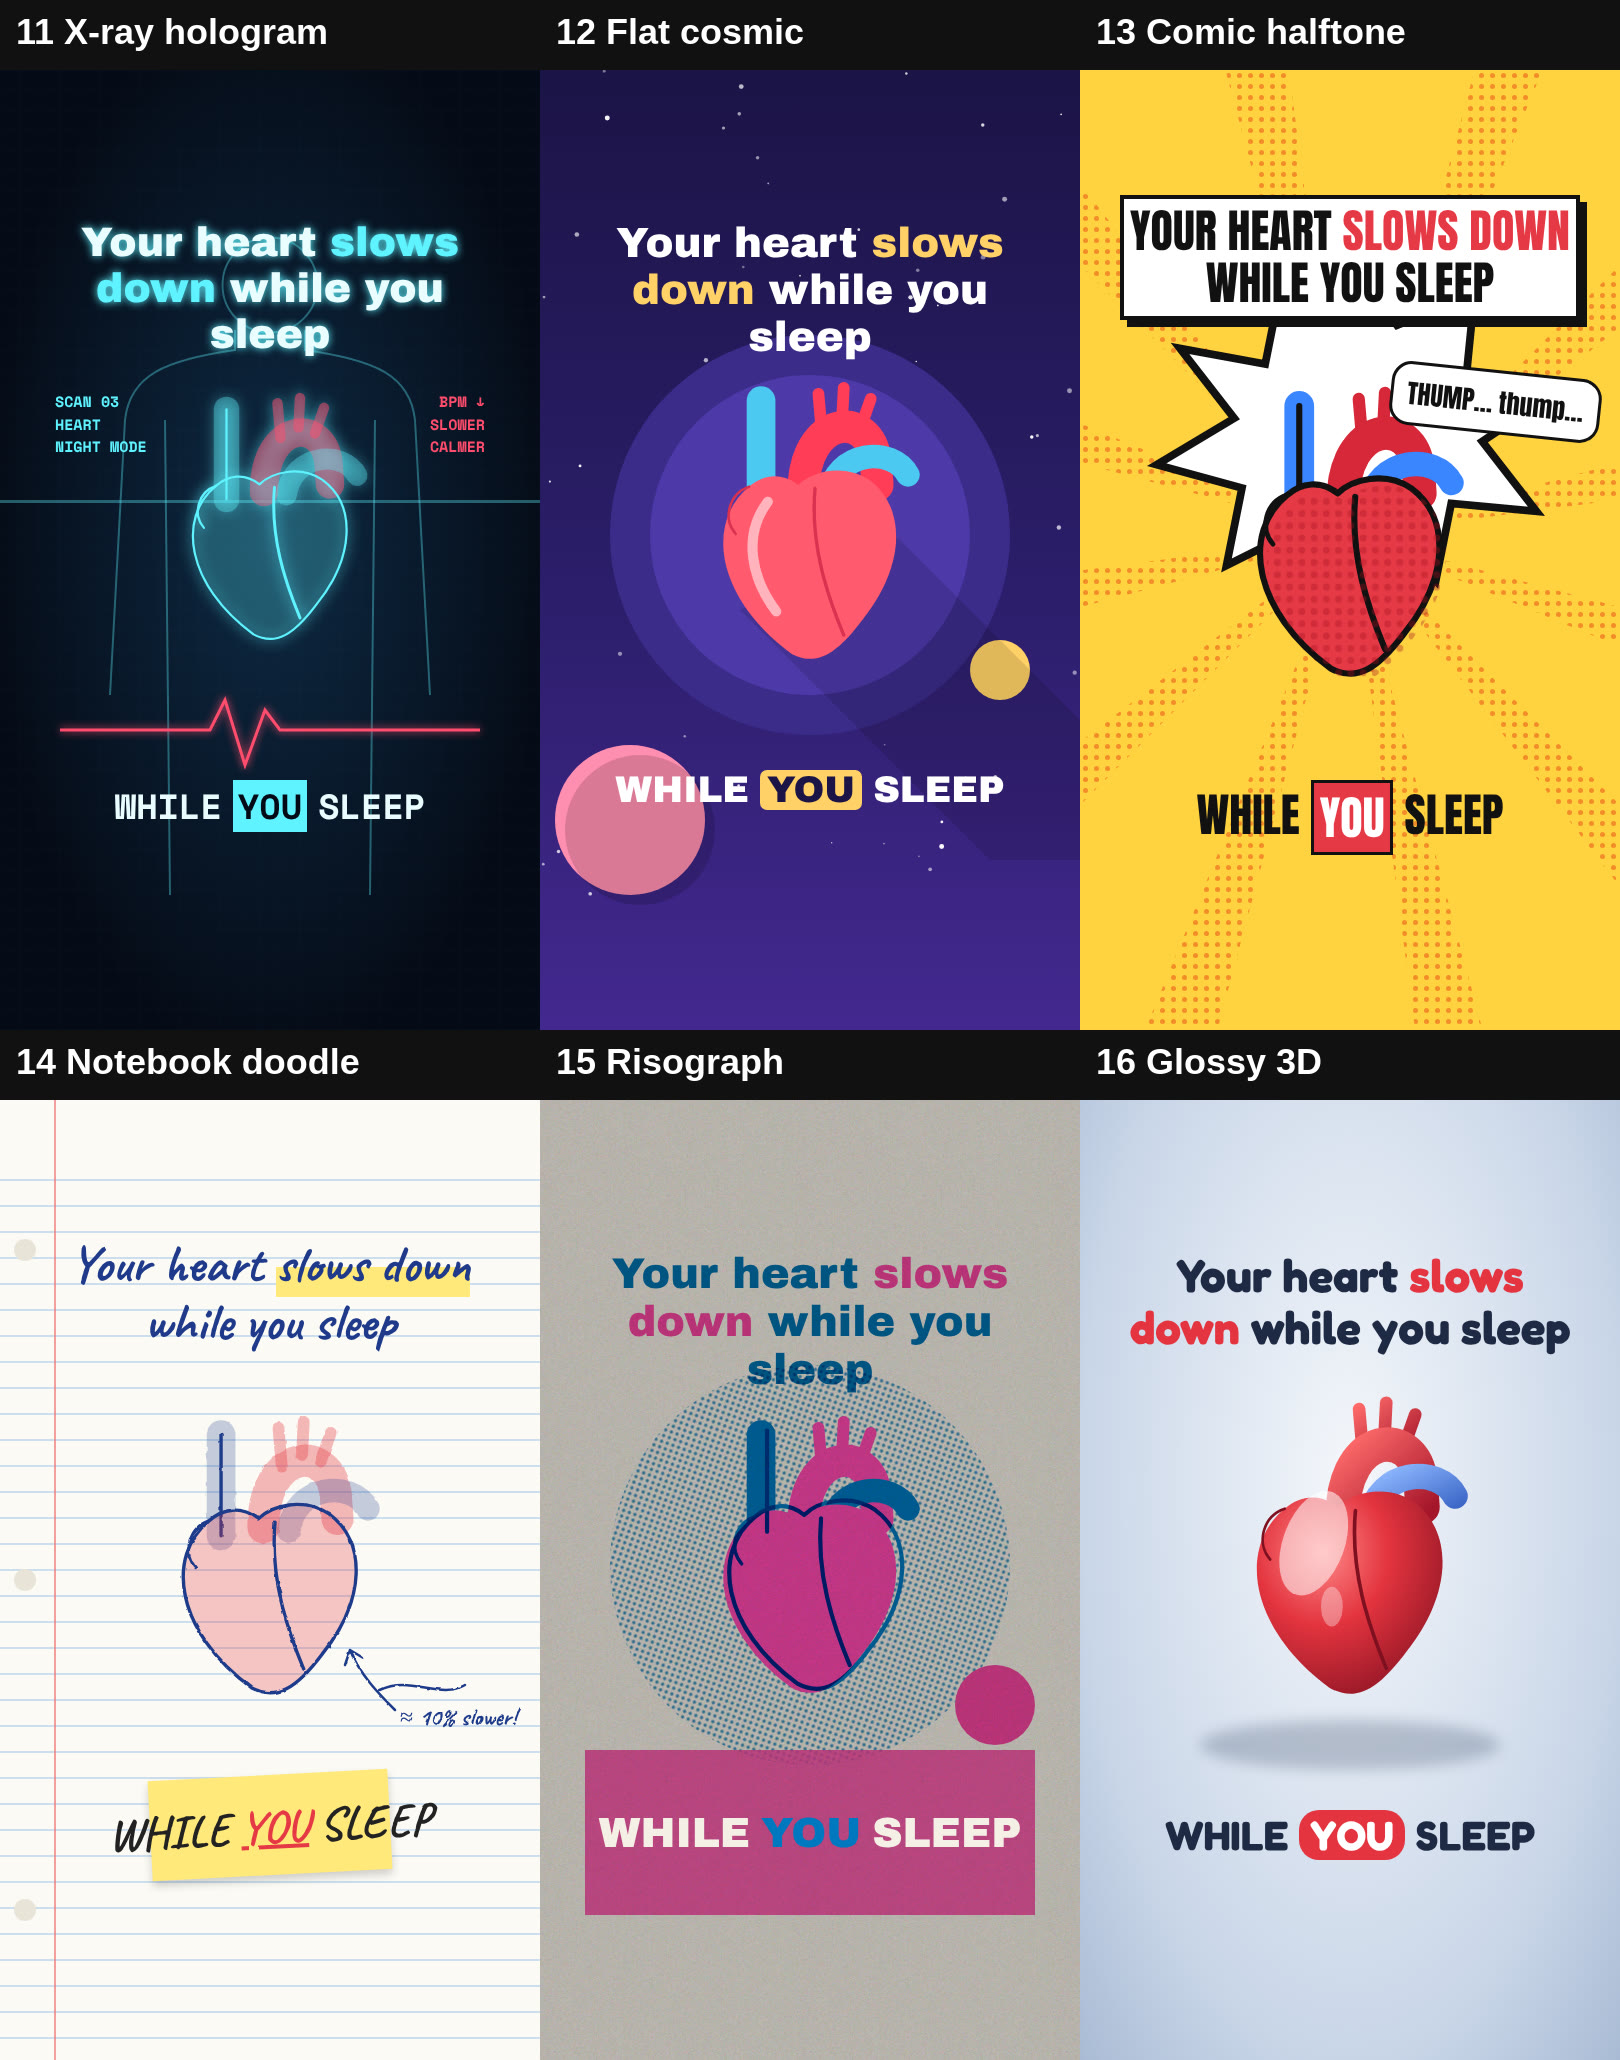 11 X-ray hologram
Your heart slows
down while you
sleep
SCAN 03
HEART
NIGHT MODE
BPM ↓
SLOWER
CALMER
WHILE YOU SLEEP
12 Flat cosmic
Your heart slows
down while you
sleep
WHILE YOU SLEEP
13 Comic halftone
YOUR HEART SLOWS DOWN
WHILE YOU SLEEP
THUMP... thump...
WHILE YOU SLEEP
14 Notebook doodle
Your heart slows down
while you sleep
≈ 10% slower!
WHILE YOU SLEEP
15 Risograph
Your heart slows
down while you
sleep
WHILE YOU SLEEP
16 Glossy 3D
Your heart slows
down while you sleep
WHILE YOU SLEEP